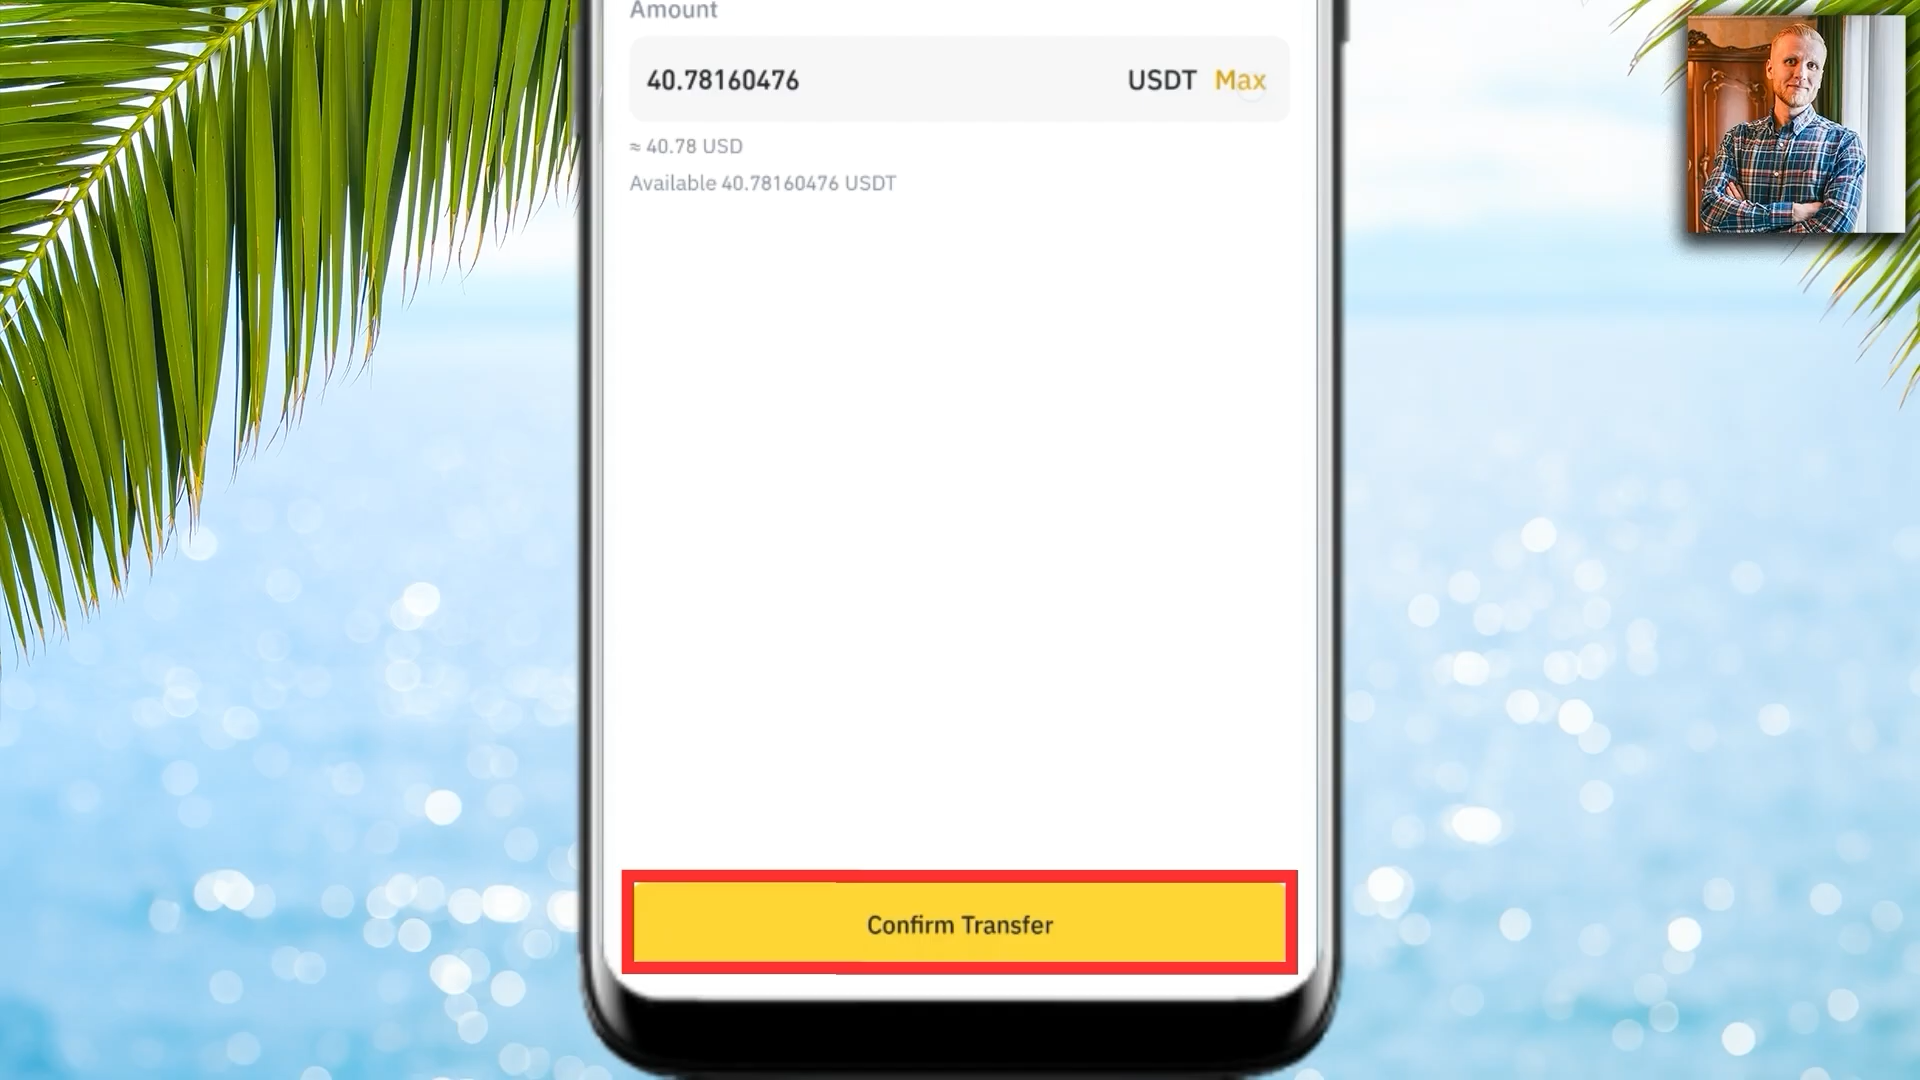 Amount
40.78160476 USDT Max
≈ 40.78 USD
Available 40.78160476 USDT
Confirm Transfer